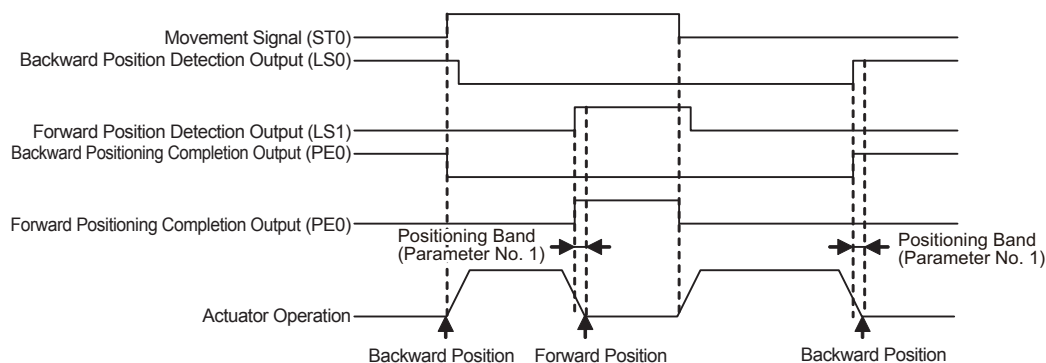 Movement Signal (ST0)
Backward Position Detection Output (LS0)
Forward Position Detection Output (LS1)
Backward Positioning Completion Output (PE0)
Forward Positioning Completion Output (PE0)
Positioning Band
(Parameter No. 1)
Positioning Band
(Parameter No. 1)
Actuator Operation
Backward Position
Forward Position
Backward Position